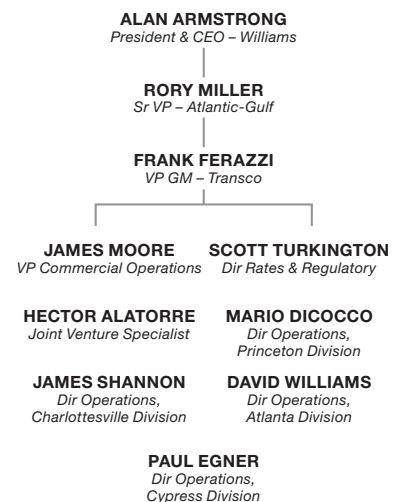 ALAN ARMSTRONG
President & CEO – Williams
RORY MILLER
Sr VP – Atlantic-Gulf
FRANK FERAZZI
VP GM – Transco
JAMES MOORE
VP Commercial Operations
SCOTT TURKINGTON
Dir Rates & Regulatory
HECTOR ALATORRE
Joint Venture Specialist
MARIO DICOCCO
Dir Operations,
Princeton Division
JAMES SHANNON
Dir Operations,
Charlottesville Division
DAVID WILLIAMS
Dir Operations,
Atlanta Division
PAUL EGNER
Dir Operations,
Cypress Division